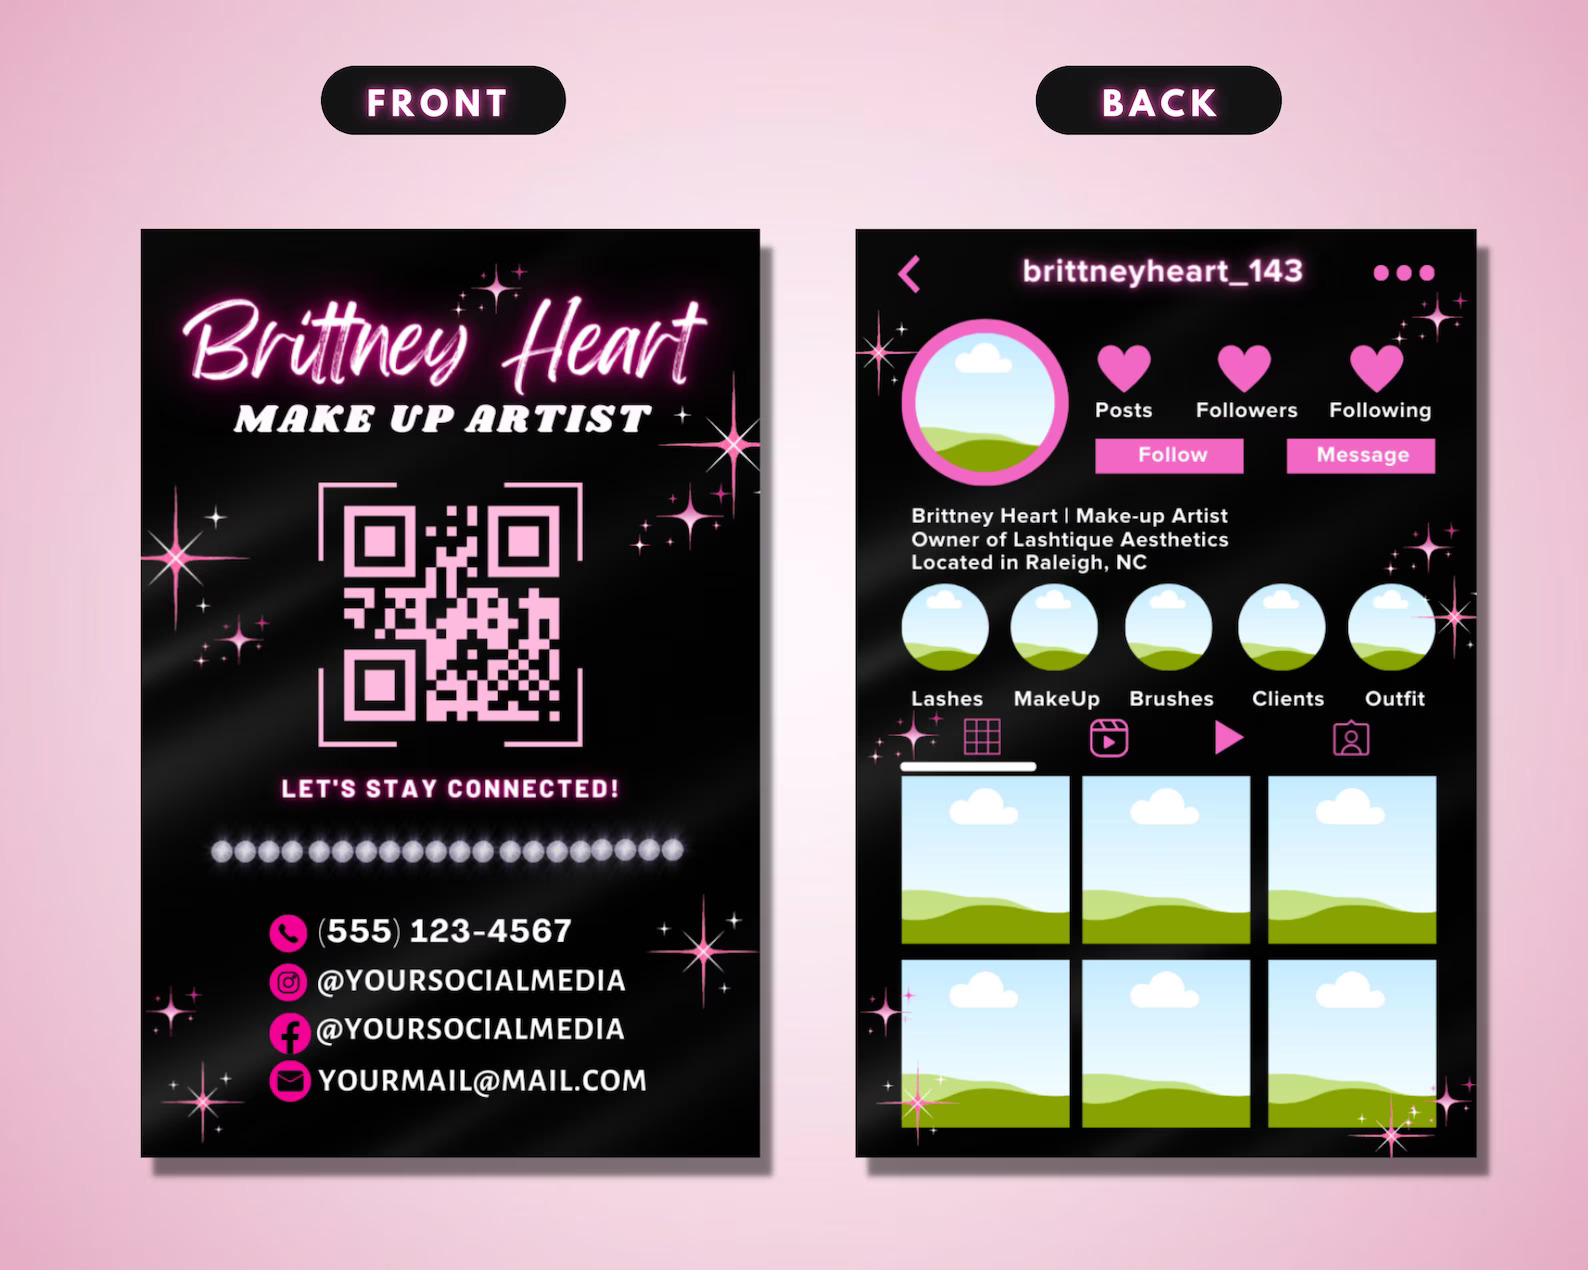 FRONT
Brittney Heart
MAKE UP ARTIST
LET'S STAY CONNECTED!
(555) 123-4567
@YOURSOCIALMEDIA
@YOURSOCIALMEDIA
YOURMAIL@MAIL.COM
BACK
brittneyheart_143
Posts Followers Following
Follow Message
Brittney Heart | Make-up Artist
Owner of Lashtique Aesthetics
Located in Raleigh, NC
Lashes MakeUp Brushes Clients Outfit